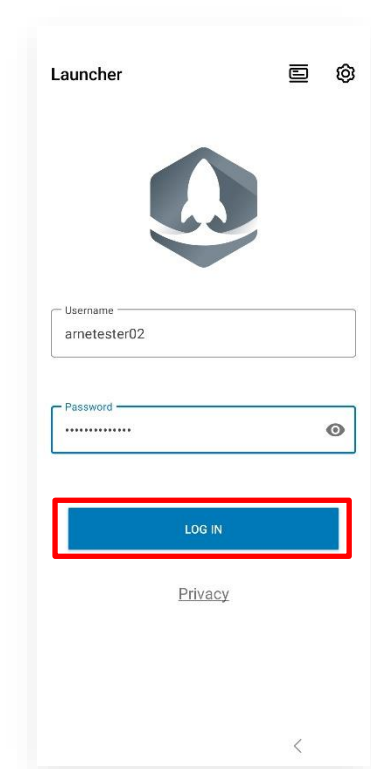 Launcher
Username
arnetester02
Password
••••••••••••••
LOG IN
Privacy